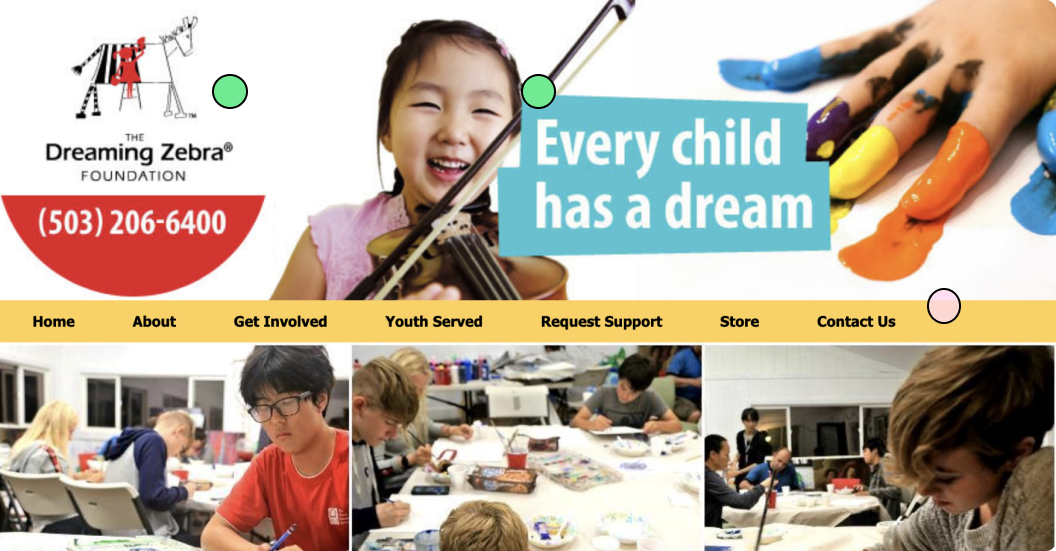 THE
Dreaming Zebra®
FOUNDATION
(503) 206-6400
Every child
has a dream
Home About Get Involved Youth Served Request Support Store Contact Us